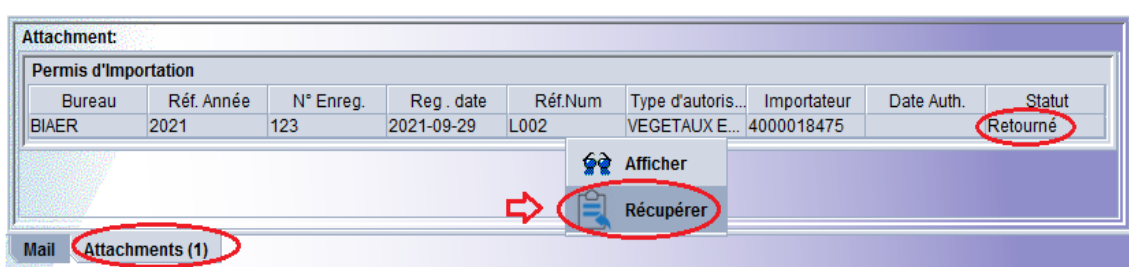 Attachment:
Permis d'Importation
Bureau Réf. Année N° Enreg. Reg . date Réf.Num Type d'autoris... Importateur Date Auth. Statut
BIAER 2021 123 2021-09-29 L002 VEGETAUX E... 4000018475 Retourné
Afficher
Récupérer
Mail Attachments (1)